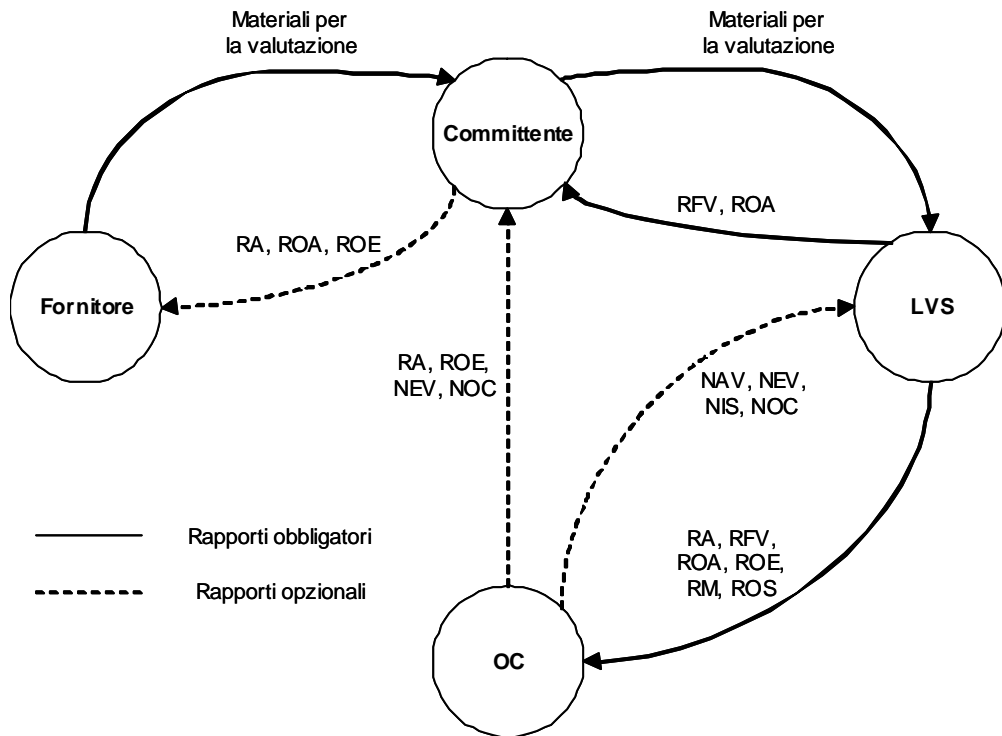 Materiali per
la valutazione
Materiali per
la valutazione
Committente
RFV, ROA
RA, ROA, ROE
Fornitore
LVS
RA, ROE,
NEV, NOC
NAV, NEV,
NIS, NOC
Rapporti obbligatori
Rapporti opzionali
RA, RFV,
ROA, ROE,
RM, ROS
OC